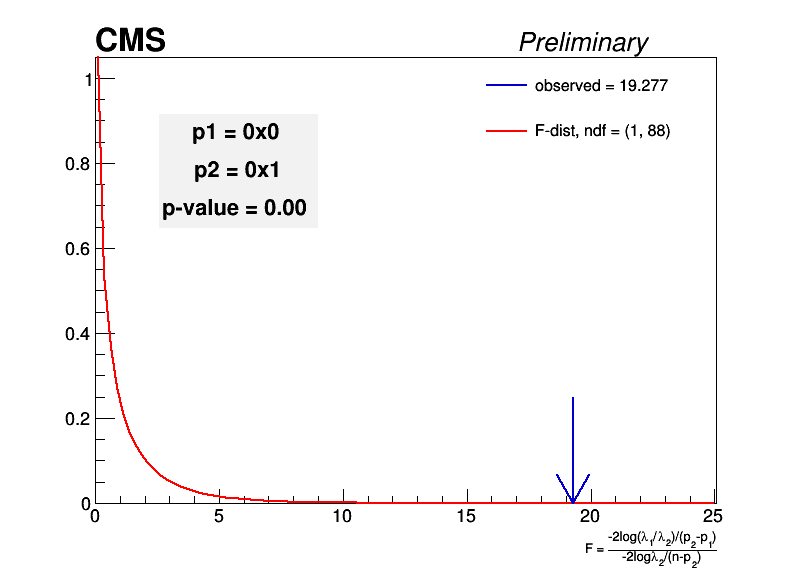 CMS Preliminary
observed = 19.277
F-dist, ndf = (1, 88)
p1 = 0x0
p2 = 0x1
p-value = 0.00
1
0.8
0.6
0.4
0.2
0
0 5 10 15 20 25
F = -2log(λ₁/λ₂)/(p₂-p₁)
-2logλ₂/(n-p₂)